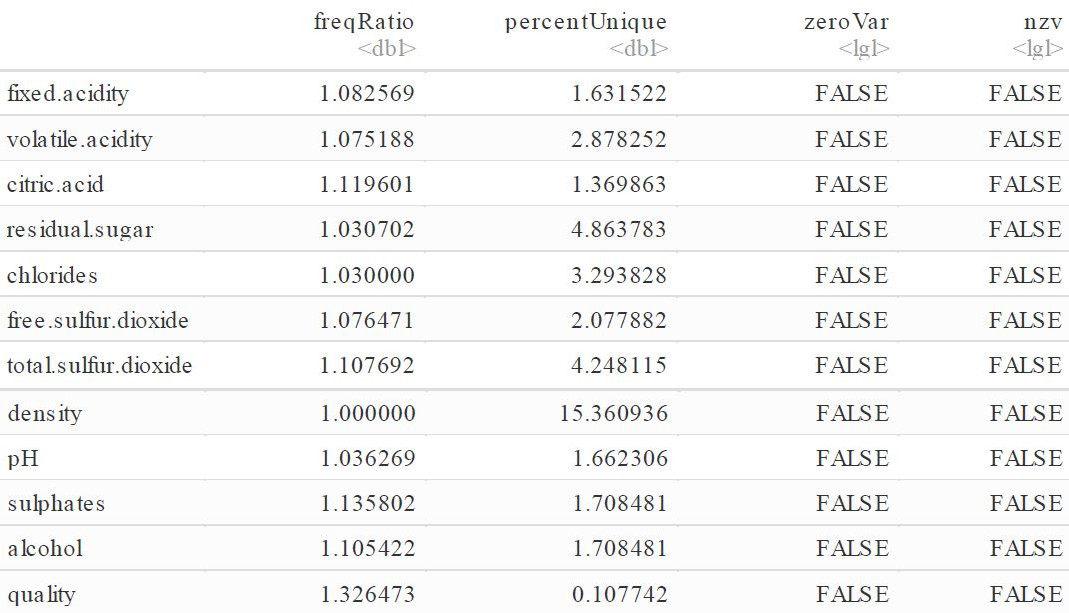 freqRatio percentUnique zeroVar nzv
<dbl> <dbl> <lgl> <lgl>
fixed.acidity 1.082569 1.631522 FALSE FALSE
volatile.acidity 1.075188 2.878252 FALSE FALSE
citric.acid 1.119601 1.369863 FALSE FALSE
residual.sugar 1.030702 4.863783 FALSE FALSE
chlorides 1.030000 3.293828 FALSE FALSE
free.sulfur.dioxide 1.076471 2.077882 FALSE FALSE
total.sulfur.dioxide 1.107692 4.248115 FALSE FALSE
density 1.000000 15.360936 FALSE FALSE
pH 1.036269 1.662306 FALSE FALSE
sulphates 1.135802 1.708481 FALSE FALSE
alcohol 1.105422 1.708481 FALSE FALSE
quality 1.326473 0.107742 FALSE FALSE